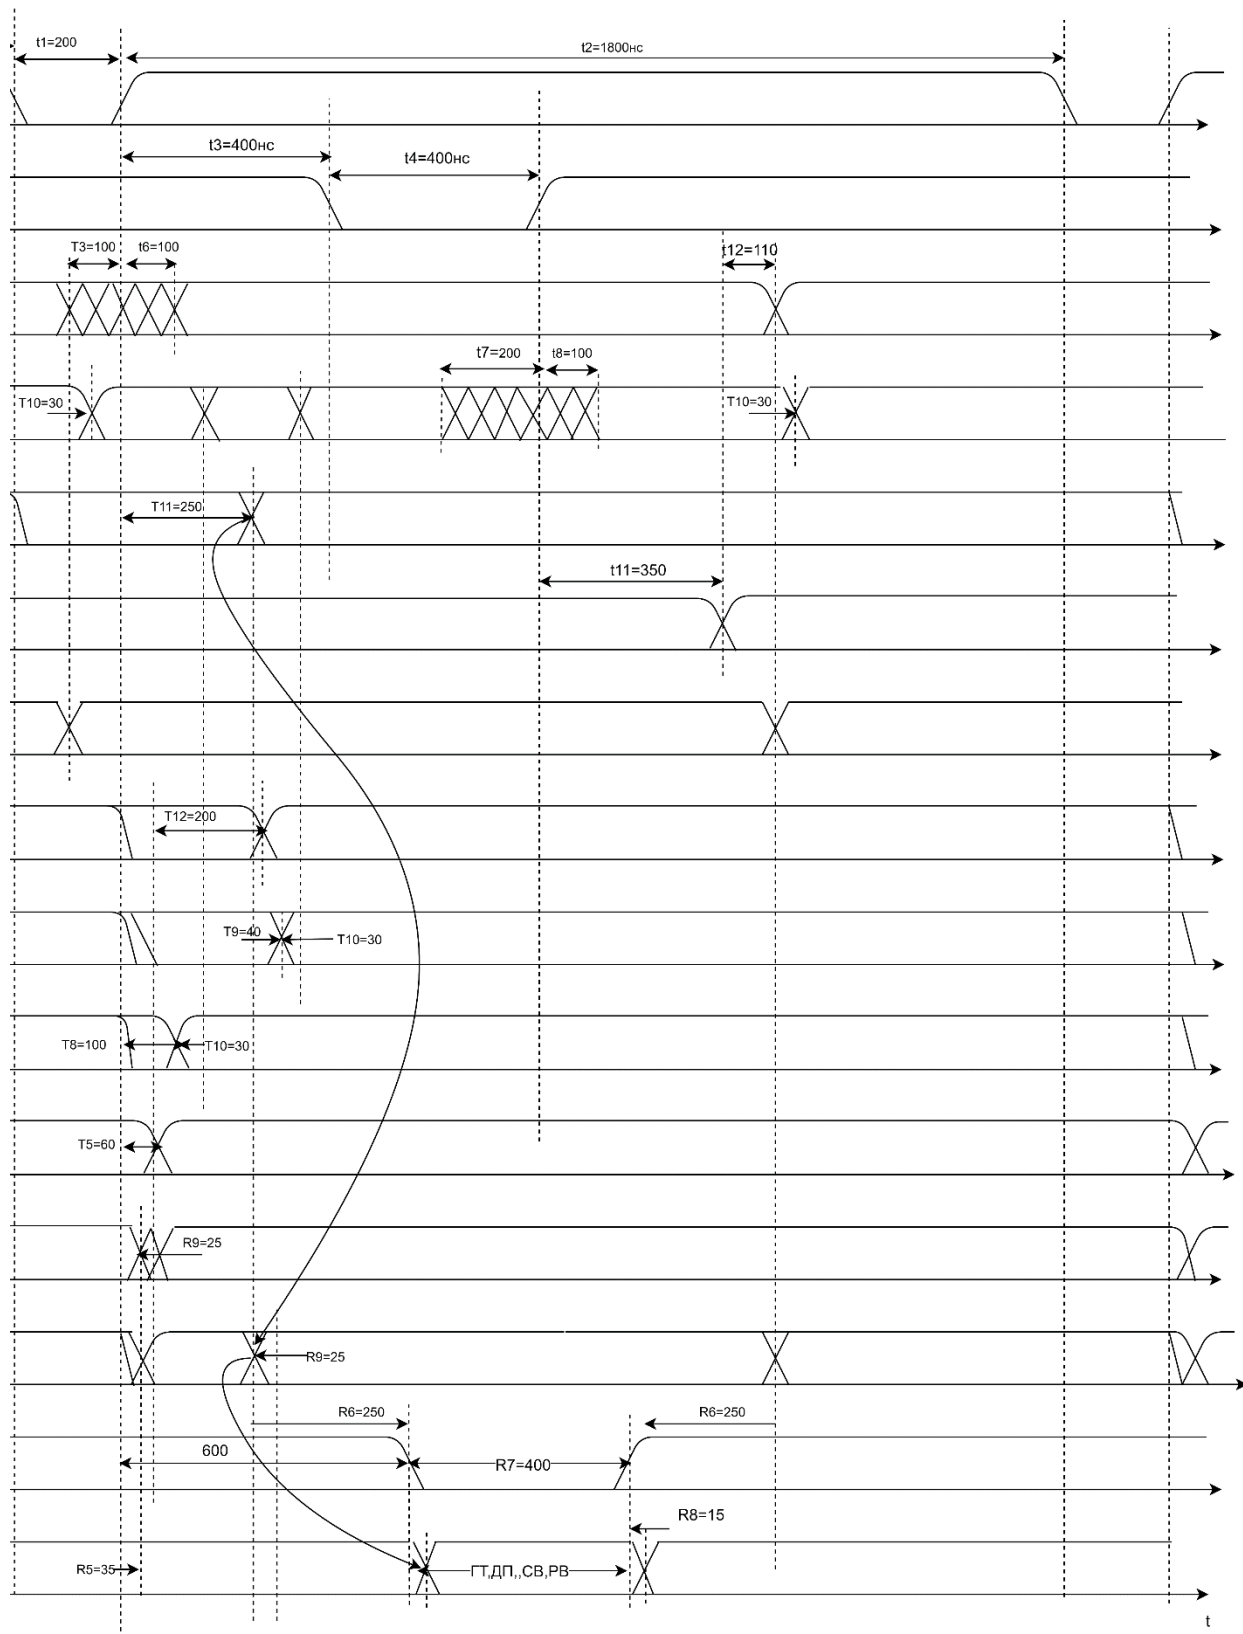 t1=200
t2=1800нс
t3=400нс
t4=400нс
T3=100
t6=100
t12=110
t7=200
t8=100
T10=30
T10=30
T11=250
t11=350
T12=200
T9=40
T10=30
T8=100
T10=30
T5=60
R9=25
R9=25
R6=250
R6=250
600
R7=400
R8=15
R5=35
ГТ,ДП,,СВ,РВ
t